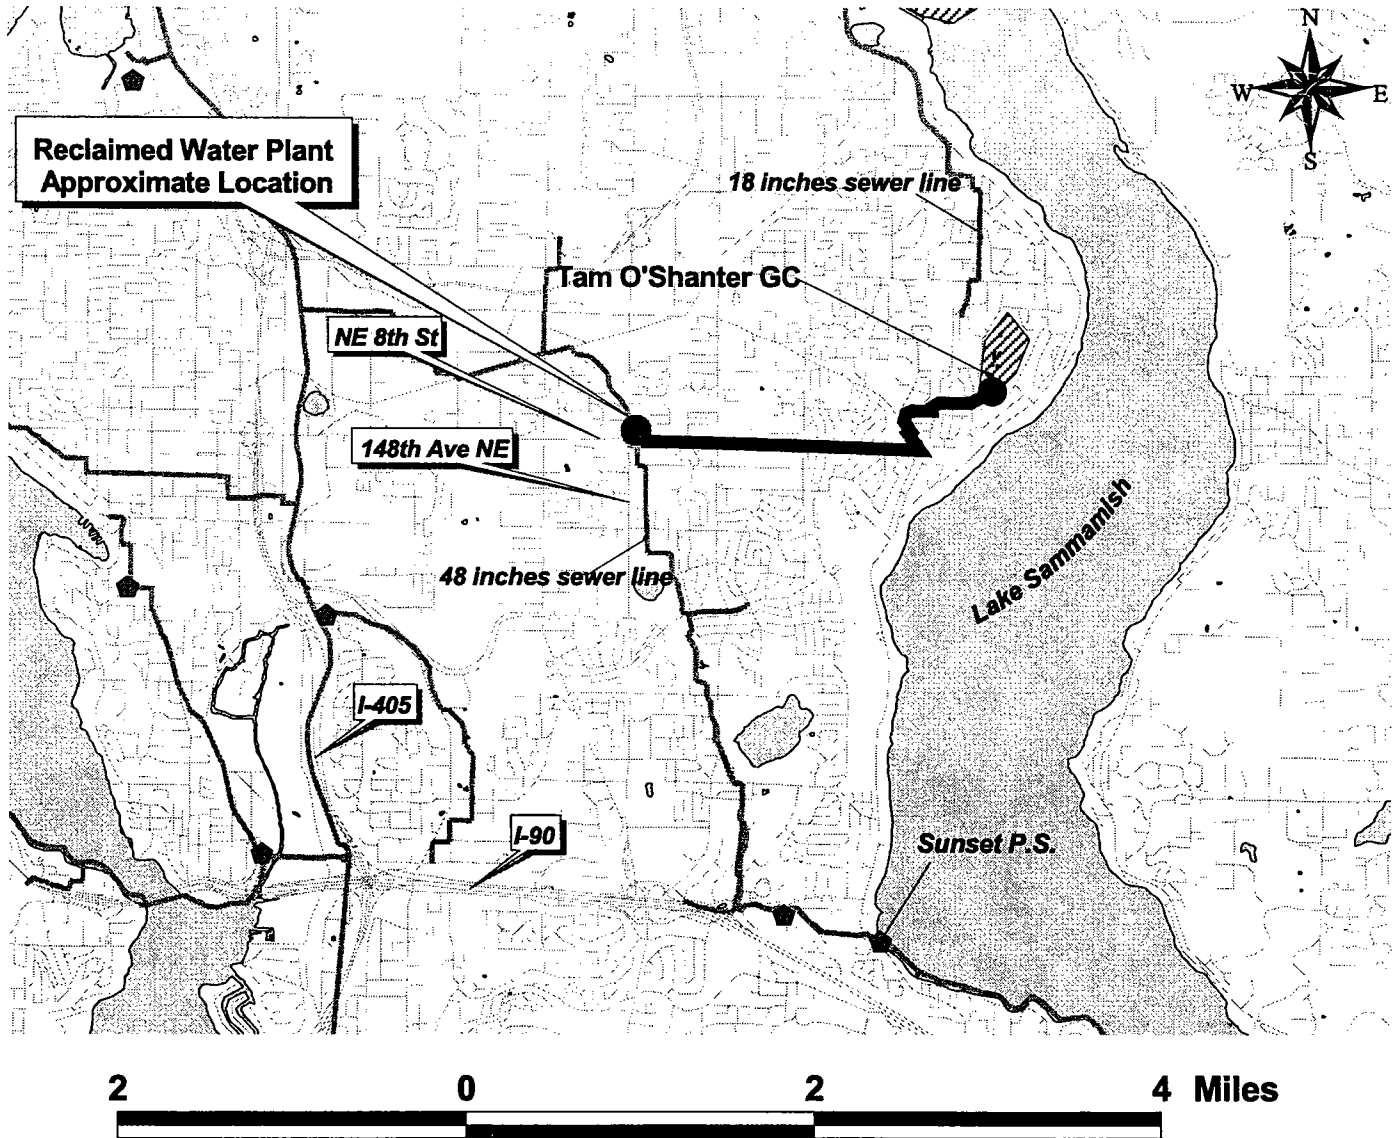 N
W
E
S
Reclaimed Water Plant
Approximate Location
18 inches sewer line
Tam O'Shanter GC
NE 8th St
148th Ave NE
48 inches sewer line
Lake Sammamish
I-405
I-90
Sunset P.S.
2 0 2 4 Miles